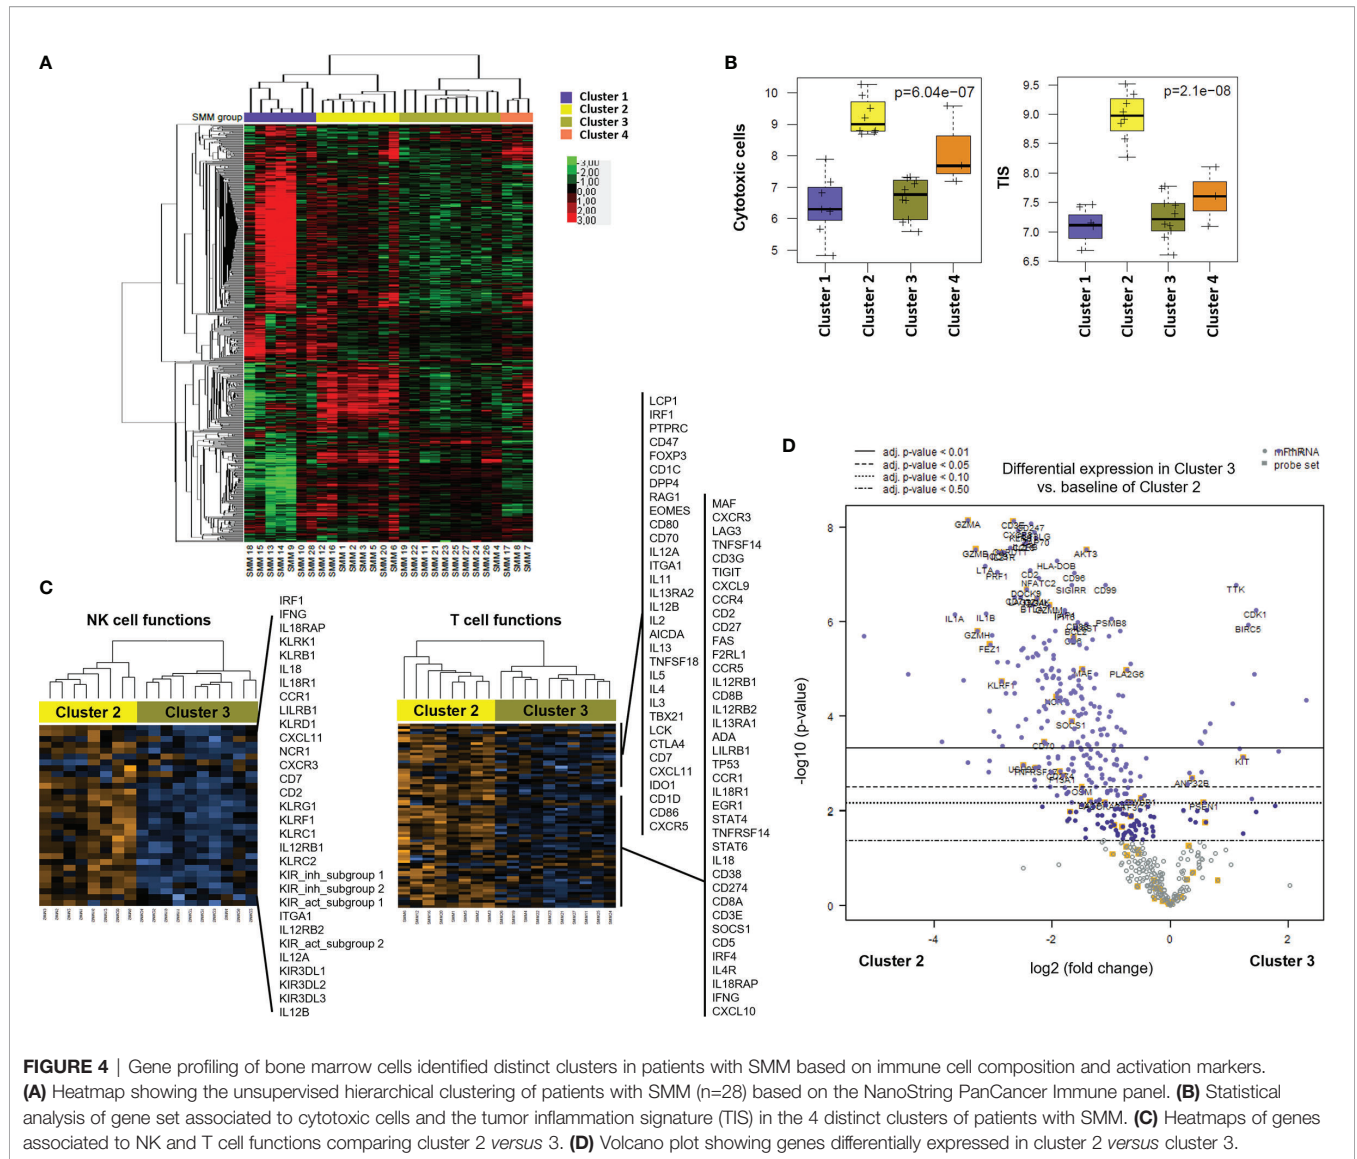 A
SMM group
Cluster 1
Cluster 2
Cluster 3
Cluster 4
-3,00
-2,00
-1,00
0,00
1,00
2,00
3,00
SMM 18
SMM 15
SMM 13
SMM 14
SMM 9
SMM 10
SMM 28
SMM 12
SMM 16
SMM 1
SMM 2
SMM 3
SMM 5
SMM 20
SMM 6
SMM 19
SMM 22
SMM 11
SMM 21
SMM 23
SMM 25
SMM 27
SMM 24
SMM 26
SMM 4
SMM 17
SMM 8
SMM 7
B
Cytotoxic cells
10
9
8
7
6
5
p=6.04e−07
Cluster 1
Cluster 2
Cluster 3
Cluster 4
TIS
9.5
9.0
8.5
8.0
7.5
7.0
6.5
p=2.1e−08
Cluster 1
Cluster 2
Cluster 3
Cluster 4
C
NK cell functions
Cluster 2
Cluster 3
IRF1
IFNG
IL18RAP
KLRK1
KLRB1
IL18
IL18R1
CCR1
LILRB1
KLRD1
CXCL11
NCR1
CXCR3
CD7
CD2
KLRG1
KLRF1
KLRC1
IL12RB1
KLRC2
KIR_inh_subgroup 1
KIR_inh_subgroup 2
KIR_act_subgroup 1
ITGA1
IL12RB2
KIR_act_subgroup 2
IL12A
KIR3DL1
KIR3DL2
KIR3DL3
IL12B
T cell functions
Cluster 2
Cluster 3
LCP1
IRF1
PTPRC
CD47
FOXP3
CD1C
DPP4
RAG1
EOMES
CD80
CD70
IL12A
ITGA1
IL11
IL13RA2
IL12B
IL2
AICDA
IL13
TNFSF18
IL5
IL4
IL3
TBX21
LCK
CTLA4
CD7
CXCL11
IDO1
CD1D
CD86
CXCR5
MAF
CXCR3
LAG3
TNFSF14
CD3G
TIGIT
CXCL9
CCR4
CD2
CD27
FAS
F2RL1
CCR5
IL12RB1
CD8B
IL12RB2
IL13RA1
ADA
LILRB1
TP53
CCR1
IL18R1
EGR1
STAT4
TNFRSF14
STAT6
IL18
CD38
CD274
CD8A
CD3E
SOCS1
CD5
IRF4
IL4R
IL18RAP
IFNG
CXCL10
D
adj. p-value < 0.01
adj. p-value < 0.05
adj. p-value < 0.10
adj. p-value < 0.50
Differential expression in Cluster 3
vs. baseline of Cluster 2
probe set
-log10 (p-value)
8
6
4
2
0
GZMA
CD3E
CD247
GZMB
AKT3
LTA
PRF1
HLA-DOB
CD2
CD96
NFATC2
SIGIRR
CD99
DOCK9
TTK
CDK1
BIRC5
IL1A
IL1B
GZMM
PSMB8
GZMH
FEZ1
MAF
PLA2G6
KLRF1
SOCS1
CD70
KIT
ANP32B
OSM
PSEN1
-4
-2
0
2
Cluster 2
log2 (fold change)
Cluster 3
FIGURE 4 | Gene profiling of bone marrow cells identified distinct clusters in patients with SMM based on immune cell composition and activation markers.
(A) Heatmap showing the unsupervised hierarchical clustering of patients with SMM (n=28) based on the NanoString PanCancer Immune panel. (B) Statistical
analysis of gene set associated to cytotoxic cells and the tumor inflammation signature (TIS) in the 4 distinct clusters of patients with SMM. (C) Heatmaps of genes
associated to NK and T cell functions comparing cluster 2 versus 3. (D) Volcano plot showing genes differentially expressed in cluster 2 versus cluster 3.